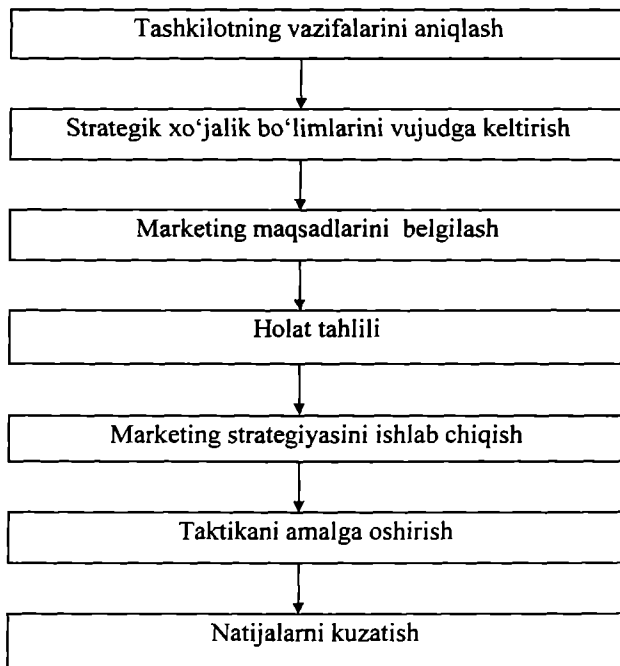 Tashkilotning vazifalarini aniqlash
Strategik xo‘jalik bo‘limlarini vujudga keltirish
Marketing maqsadlarini belgilash
Holat tahlili
Marketing strategiyasini ishlab chiqish
Taktikani amalga oshirish
Natijalarni kuzatish